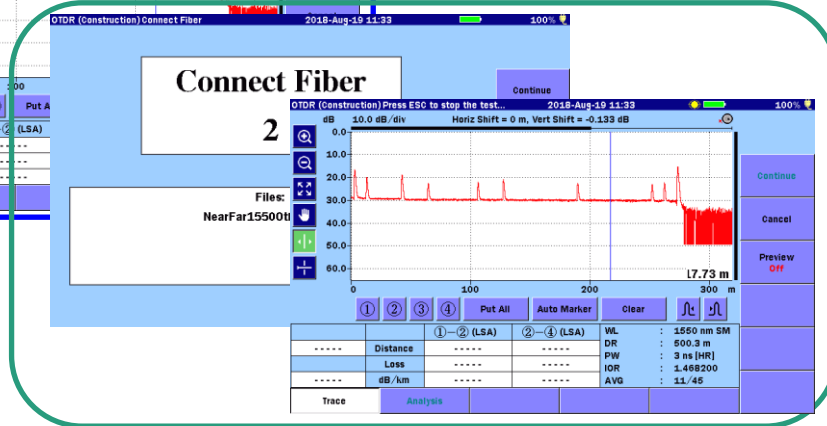 OTDR (Construction) Connect Fiber 2018-Aug-19 11:33 100%
Connect Fiber
2
Continue
Files:
NearFar1550Ot
00
Put A
② (LSA)
-----
-----
-----
OTDR (Construction) Press ESC to stop the test... 2018-Aug-19 11:33 100%
dB 10.0 dB/div Horiz Shift = 0 m, Vert Shift = -0.133 dB
0.0
10.0
20.0
30.0
40.0
50.0
60.0
17.73 m
0 100 200 300 m
① ② ③ ④ Put All Auto Marker Clear
①−② (LSA) ②−④ (LSA)
----- Distance ----- -----
Loss ----- -----
----- dB/km ----- -----
WL : 1550 nm SM
DR : 500.3 m
PW : 3 ns [HR]
IOR : 1.468200
AVG : 11/45
Trace Analysis
Continue
Cancel
Preview
Off